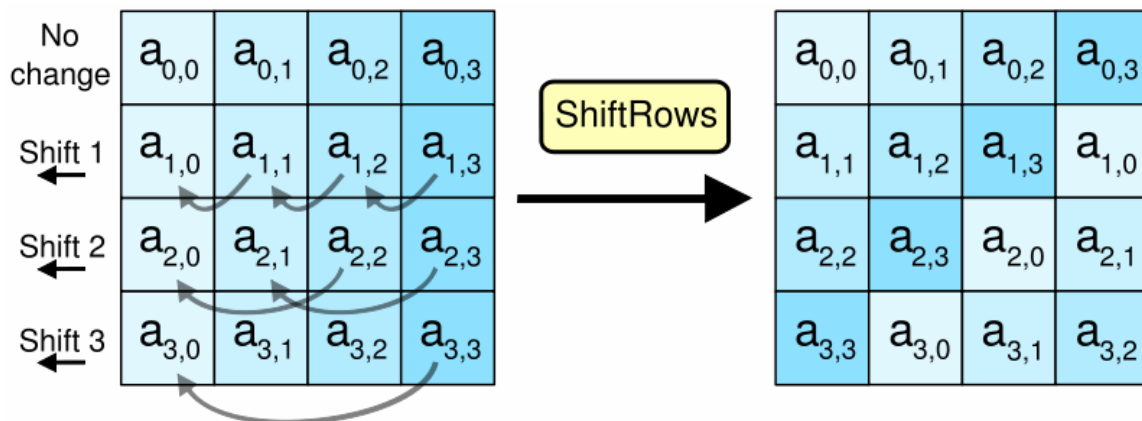 No change a0,0 a0,1 a0,2 a0,3
Shift 1 a1,0 a1,1 a1,2 a1,3
Shift 2 a2,0 a2,1 a2,2 a2,3
Shift 3 a3,0 a3,1 a3,2 a3,3
ShiftRows
a0,0 a0,1 a0,2 a0,3
a1,1 a1,2 a1,3 a1,0
a2,2 a2,3 a2,0 a2,1
a3,3 a3,0 a3,1 a3,2